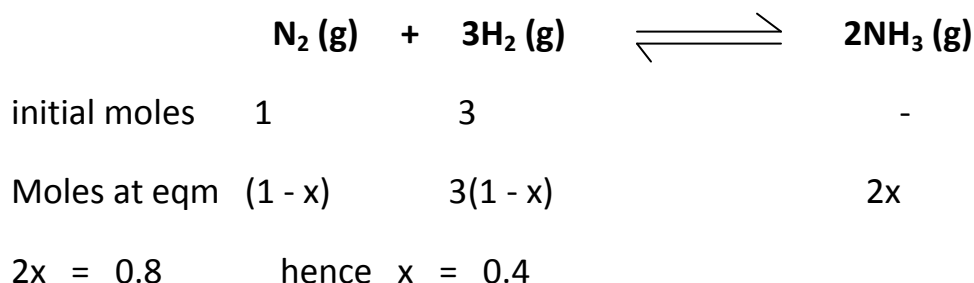 N₂ (g) + 3H₂ (g) ⇌ 2NH₃ (g)
initial moles 1 3 -
Moles at eqm (1 - x) 3(1 - x) 2x
2x = 0.8 hence x = 0.4